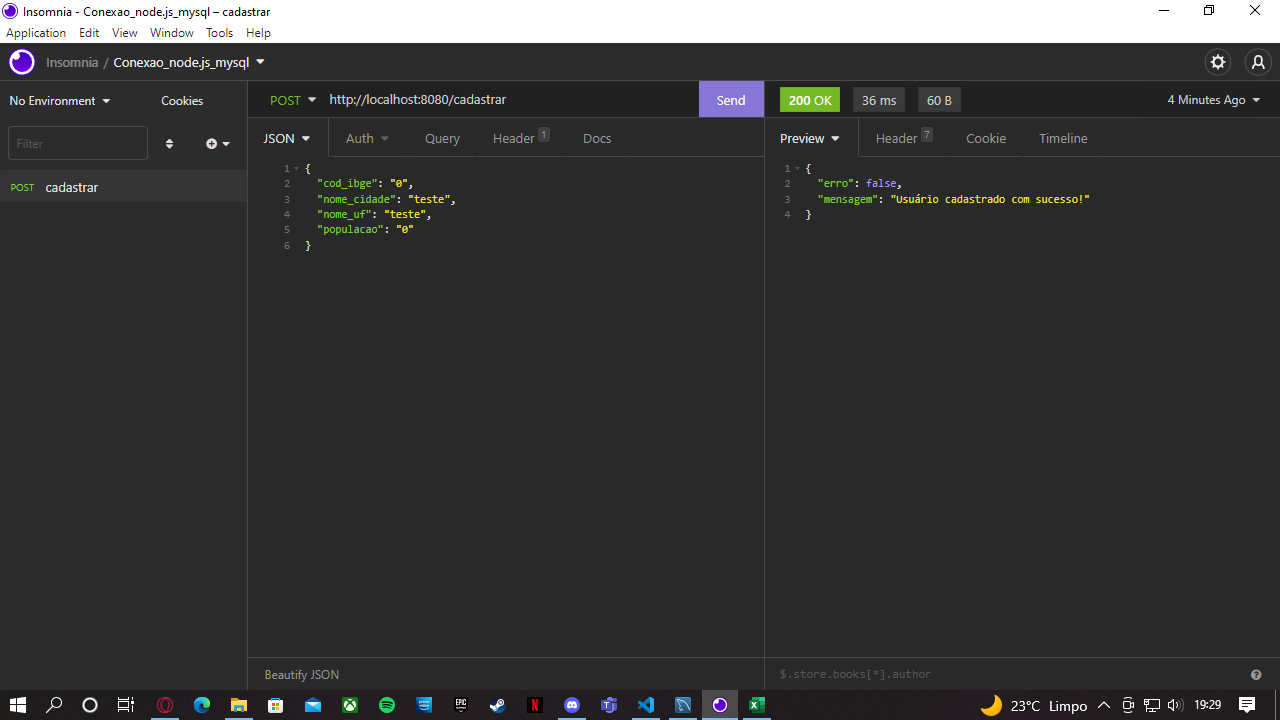 Insomnia - Conexao_node.js_mysql – cadastrar
Application Edit View Window Tools Help
Insomnia / Conexao_node.js_mysql
No Environment Cookies
POST http://localhost:8080/cadastrar Send
200 OK 36 ms 60 B 4 Minutes Ago
Filter
JSON Auth Query Header 1 Docs
Preview Header 7 Cookie Timeline
POST cadastrar
1 {
2 "cod_ibge": "0",
3 "nome_cidade": "teste",
4 "nome_uf": "teste",
5 "populacao": "0"
6 }
1 {
2 "erro": false,
3 "mensagem": "Usuário cadastrado com sucesso!"
4 }
Beautify JSON
$.store.books[*].author
EPIC
N
23°C Limpo
19:29